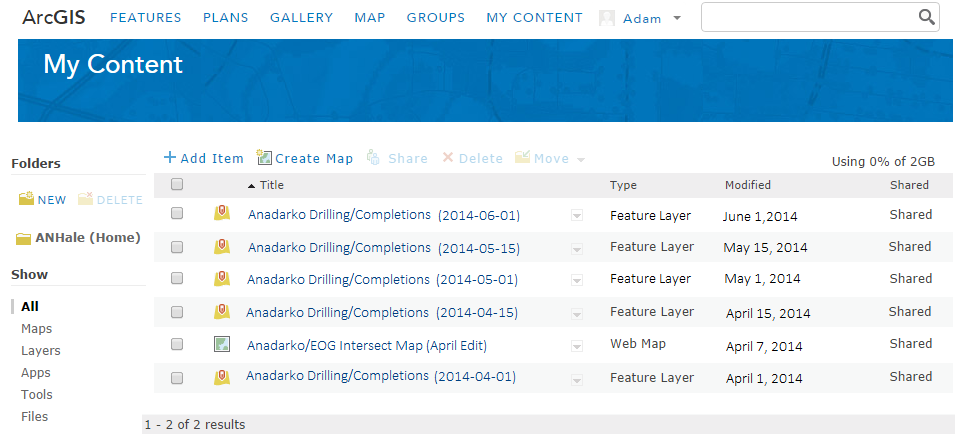 ArcGIS FEATURES PLANS GALLERY MAP GROUPS MY CONTENT Adam
My Content
Folders
NEW DELETE
ANHale (Home)
Show
All
Maps
Layers
Apps
Tools
Files
Add Item Create Map Share Delete Move Using 0% of 2GB
Title Type Modified Shared
Anadarko Drilling/Completions (2014-06-01) Feature Layer June 1,2014 Shared
Anadarko Drilling/Completions (2014-05-15) Feature Layer May 15, 2014 Shared
Anadarko Drilling/Completions (2014-05-01) Feature Layer May 1, 2014 Shared
Anadarko Drilling/Completions (2014-04-15) Feature Layer April 15, 2014 Shared
Anadarko/EOG Intersect Map (April Edit) Web Map April 7, 2014 Shared
Anadarko Drilling/Completions (2014-04-01) Feature Layer April 1, 2014 Shared
1 - 2 of 2 results